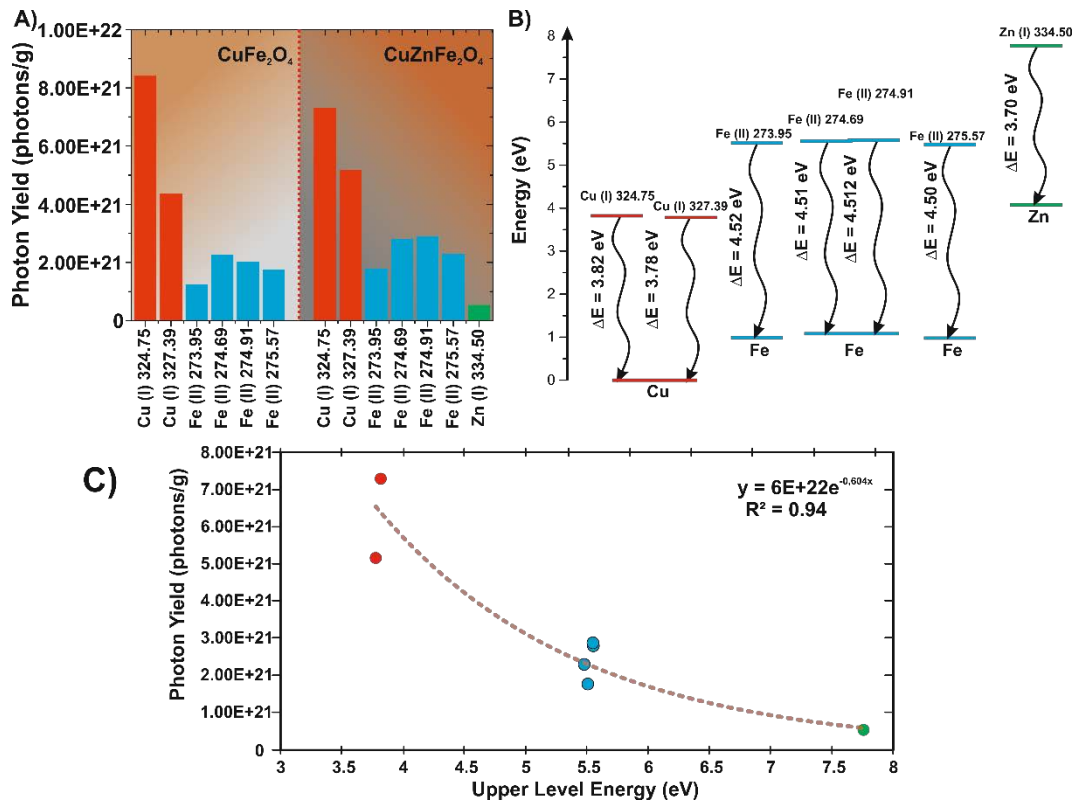 A)
Photon Yield (photons/g)
1.00E+22
8.00E+21
6.00E+21
4.00E+21
2.00E+21
0
CuFe₂O₄
CuZnFe₂O₄
Cu (I) 324.75
Cu (I) 327.39
Fe (II) 273.95
Fe (II) 274.69
Fe (II) 274.91
Fe (II) 275.57
Cu (I) 324.75
Cu (I) 327.39
Fe (II) 273.95
Fe (II) 274.69
Fe (II) 274.91
Fe (II) 275.57
Zn (I) 334.50
B)
Energy (eV)
8
7
6
5
4
3
2
1
0
Cu (I) 324.75
Cu (I) 327.39
ΔE = 3.82 eV
ΔE = 3.78 eV
Cu
Fe (II) 273.95
ΔE = 4.52 eV
Fe
Fe (II) 274.91
Fe (II) 274.69
ΔE = 4.51 eV
ΔE = 4.512 eV
Fe
Fe (II) 275.57
ΔE = 4.50 eV
Fe
Zn (I) 334.50
ΔE = 3.70 eV
Zn
C)
Photon Yield (photons/g)
8.00E+21
7.00E+21
6.00E+21
5.00E+21
4.00E+21
3.00E+21
2.00E+21
1.00E+21
0
y = 6E+22e⁻⁰,⁶⁰⁴ˣ
R² = 0.94
3 3.5 4 4.5 5 5.5 6 6.5 7 7.5 8
Upper Level Energy (eV)